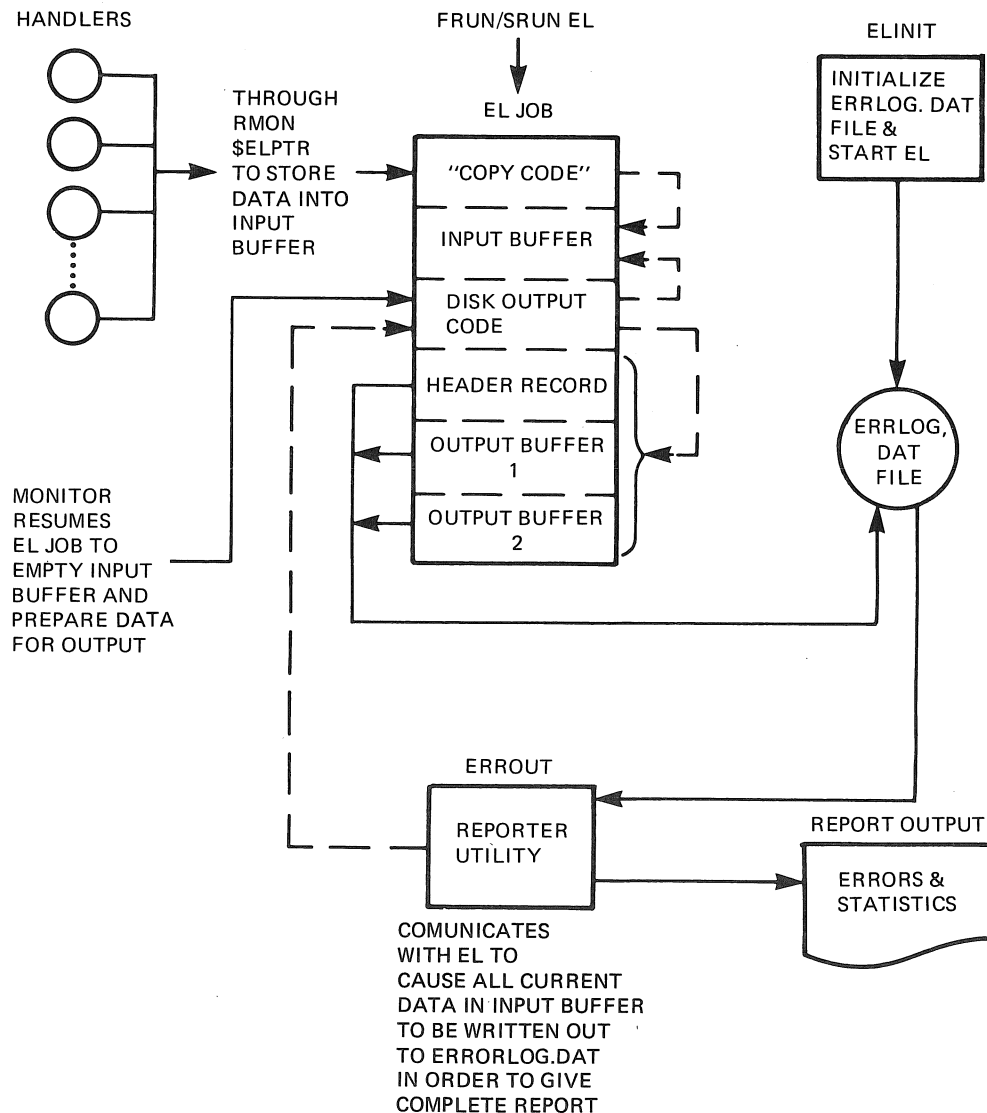 HANDLERS
THROUGH
RMON
$ELPTR
TO STORE
DATA INTO
INPUT
BUFFER
FRUN/SRUN EL
EL JOB
"COPY CODE"
INPUT BUFFER
DISK OUTPUT
CODE
HEADER RECORD
OUTPUT BUFFER
1
OUTPUT BUFFER
2
ELINIT
INITIALIZE
ERRLOG. DAT
FILE &
START EL
ERRLOG,
DAT
FILE
MONITOR
RESUMES
EL JOB TO
EMPTY INPUT
BUFFER AND
PREPARE DATA
FOR OUTPUT
ERROUT
REPORTER
UTILITY
COMUNICATES
WITH EL TO
CAUSE ALL CURRENT
DATA IN INPUT BUFFER
TO BE WRITTEN OUT
TO ERRORLOG.DAT
IN ORDER TO GIVE
COMPLETE REPORT
REPORT OUTPUT
ERRORS &
STATISTICS